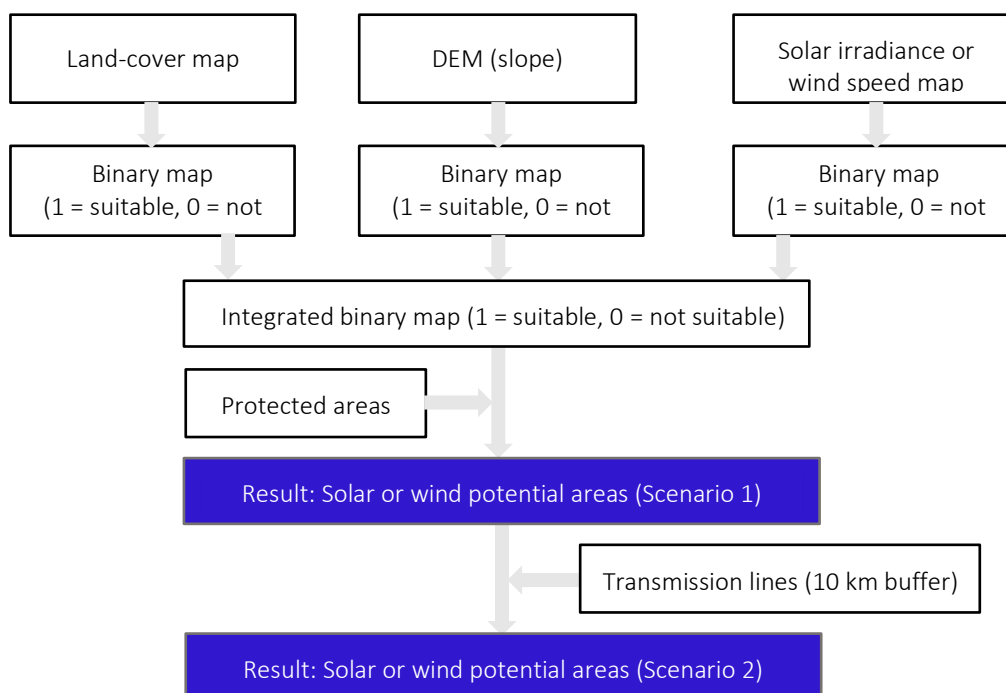 Land-cover map
DEM (slope)
Solar irradiance or
wind speed map
Binary map
(1 = suitable, 0 = not
Binary map
(1 = suitable, 0 = not
Binary map
(1 = suitable, 0 = not
Integrated binary map (1 = suitable, 0 = not suitable)
Protected areas
Result: Solar or wind potential areas (Scenario 1)
Transmission lines (10 km buffer)
Result: Solar or wind potential areas (Scenario 2)